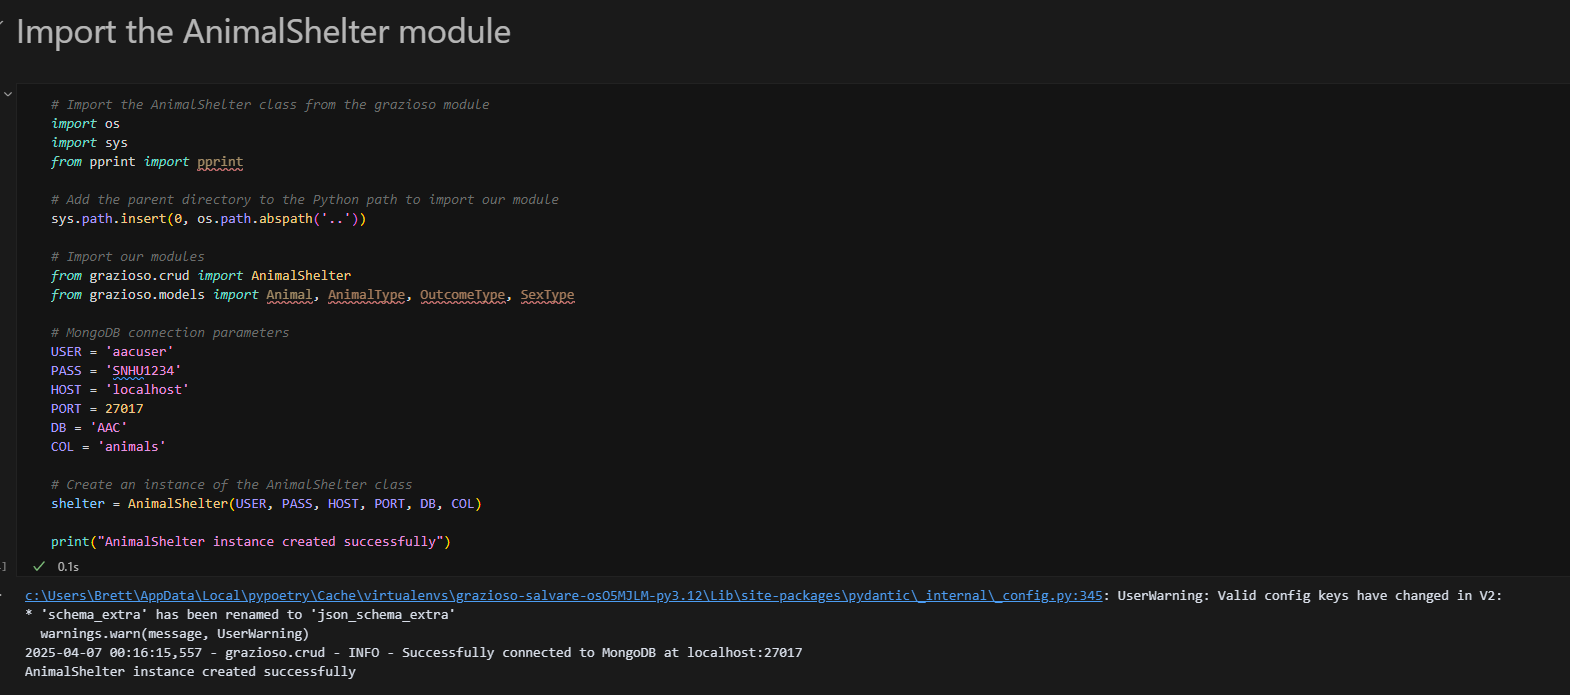 Import the AnimalShelter module
# Import the AnimalShelter class from the grazioso module
import os
import sys
from pprint import pprint
# Add the parent directory to the Python path to import our module
sys.path.insert(0, os.path.abspath('..'))
# Import our modules
from grazioso.crud import AnimalShelter
from grazioso.models import Animal, AnimalType, OutcomeType, SexType
# MongoDB connection parameters
USER = 'aacuser'
PASS = 'SNHU1234'
HOST = 'localhost'
PORT = 27017
DB = 'AAC'
COL = 'animals'
# Create an instance of the AnimalShelter class
shelter = AnimalShelter(USER, PASS, HOST, PORT, DB, COL)
print("AnimalShelter instance created successfully")
] 0.1s
c:\Users\Brett\AppData\Local\pypoetry\Cache\virtualenvs\grazioso-salvare-osO5MJLM-py3.12\Lib\site-packages\pydantic\_internal\_config.py:345: UserWarning: Valid config keys have changed in V2:
* 'schema_extra' has been renamed to 'json_schema_extra'
  warnings.warn(message, UserWarning)
2025-04-07 00:16:15,557 - grazioso.crud - INFO - Successfully connected to MongoDB at localhost:27017
AnimalShelter instance created successfully